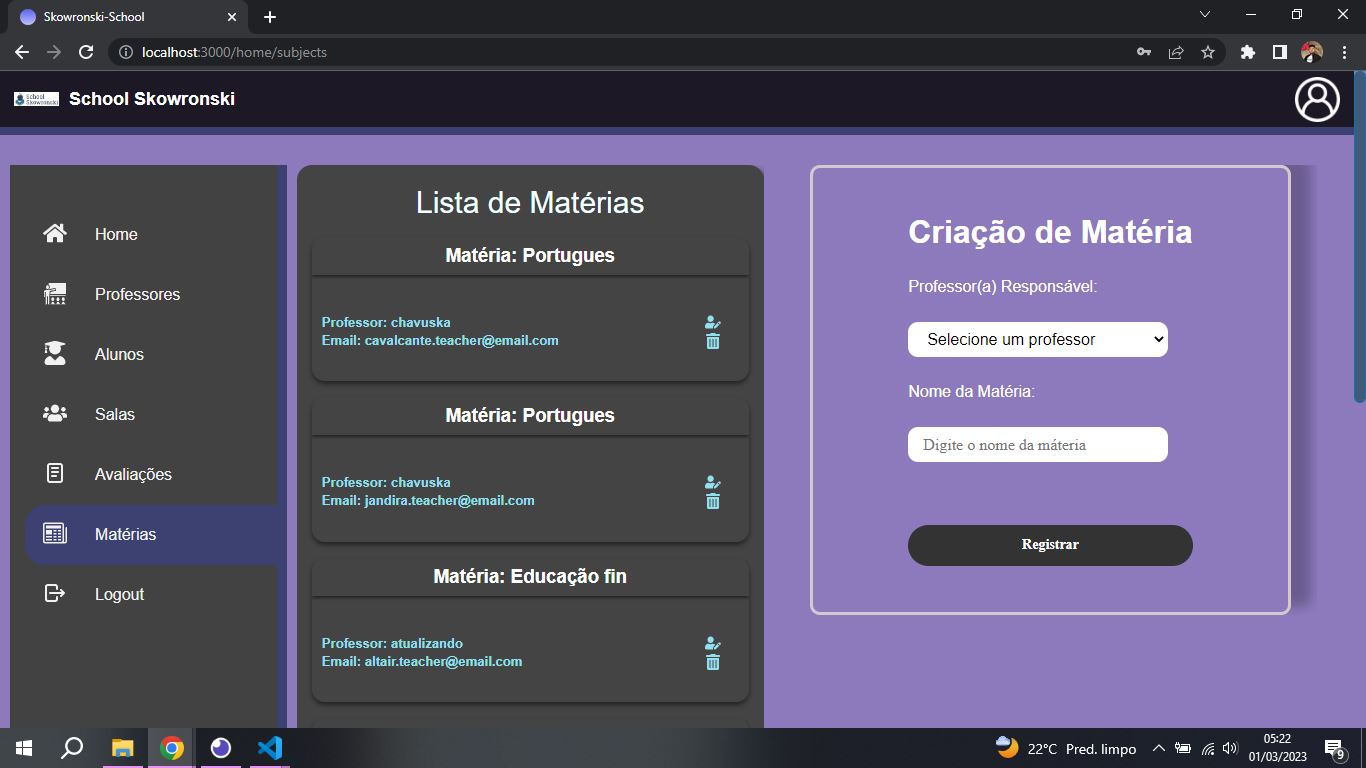 Skowronski-School
localhost:3000/home/subjects
School
Skowronski
School Skowronski
Home
Professores
Alunos
Salas
Avaliações
Matérias
Logout
Lista de Matérias
Matéria: Portugues
Professor: chavuska
Email: cavalcante.teacher@email.com
Matéria: Portugues
Professor: chavuska
Email: jandira.teacher@email.com
Matéria: Educação fin
Professor: atualizando
Email: altair.teacher@email.com
Criação de Matéria
Professor(a) Responsável:
Selecione um professor
Nome da Matéria:
Digite o nome da máteria
Registrar
22°C Pred. limpo
05:22
01/03/2023
9